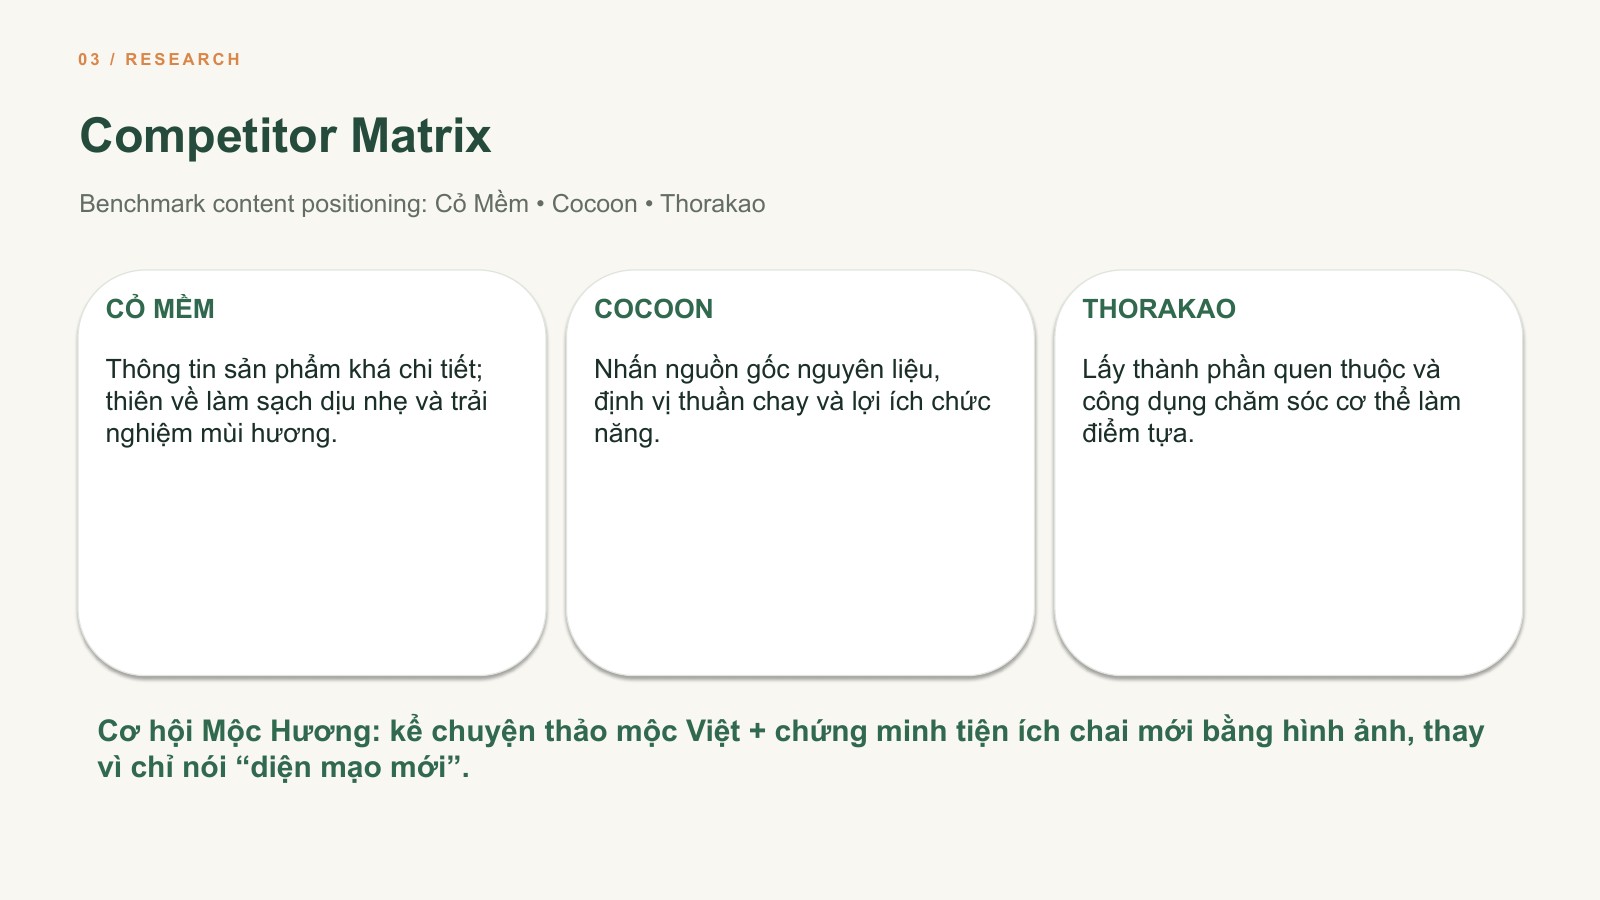 03 / RESEARCH
Competitor Matrix
Benchmark content positioning: Cỏ Mềm • Cocoon • Thorakao
CỎ MỀM
Thông tin sản phẩm khá chi tiết;
thiên về làm sạch dịu nhẹ và trải
nghiệm mùi hương.
COCOON
Nhấn nguồn gốc nguyên liệu,
định vị thuần chay và lợi ích chức
năng.
THORAKAO
Lấy thành phần quen thuộc và
công dụng chăm sóc cơ thể làm
điểm tựa.
Cơ hội Mộc Hương: kể chuyện thảo mộc Việt + chứng minh tiện ích chai mới bằng hình ảnh, thay
vì chỉ nói “diện mạo mới”.